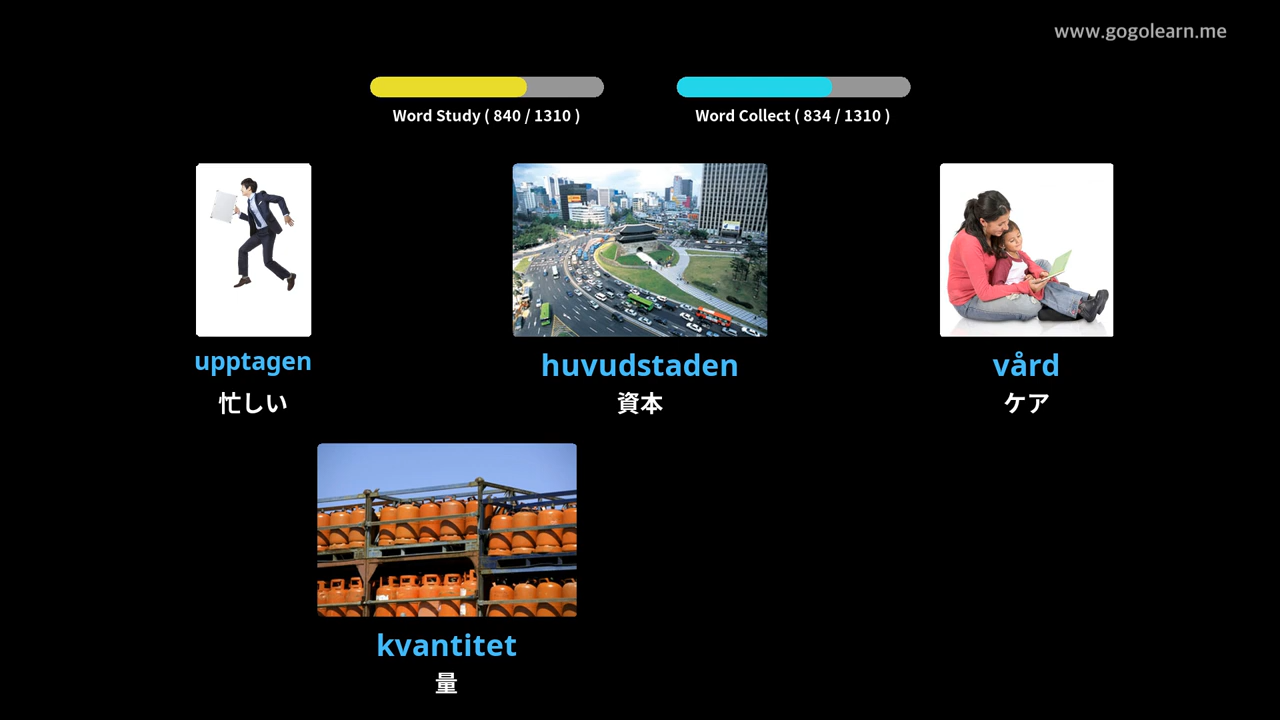 www.gogolearn.me
Word Study ( 840 / 1310 )
Word Collect ( 834 / 1310 )
upptagen
忙しい
huvudstaden
資本
vård
ケア
kvantitet
量